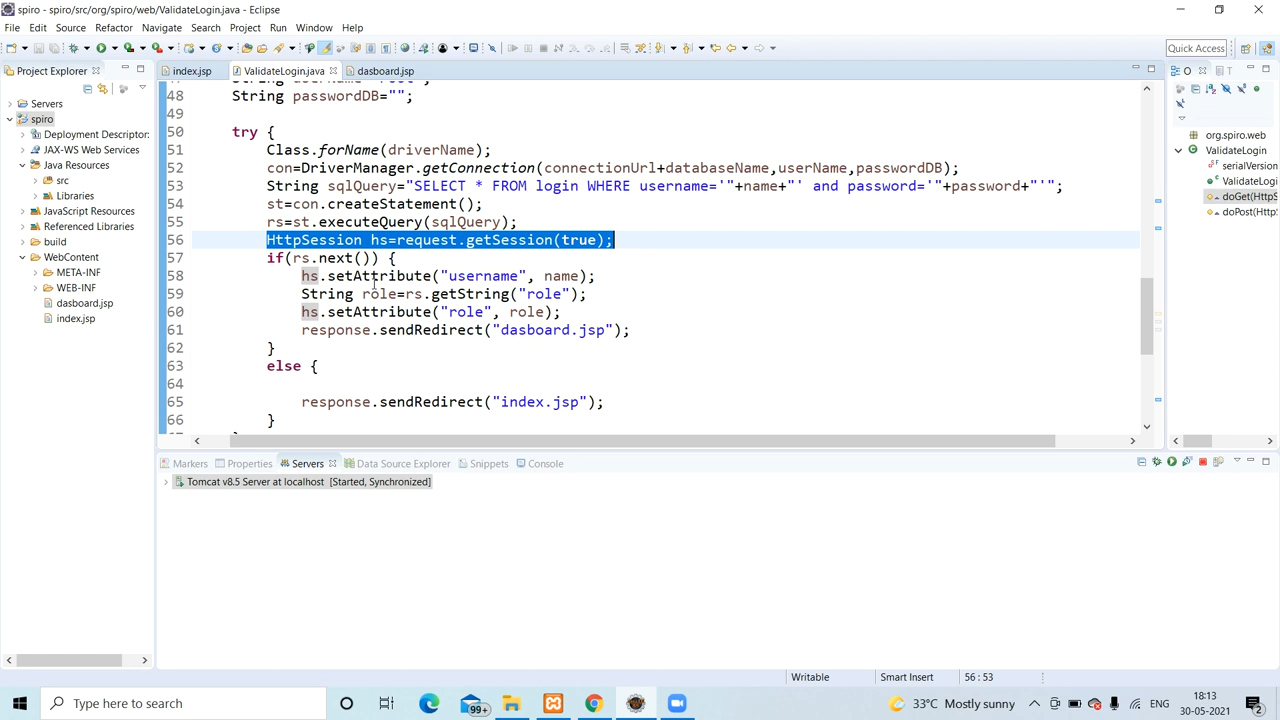 spiro - spiro/src/org/spiro/web/ValidateLogin.java - Eclipse
File Edit Source Refactor Navigate Search Project Run Window Help
Quick Access
Project Explorer
index.jsp
ValidateLogin.java
dasboard.jsp
O
T
Servers
spiro
Deployment Descriptor:
JAX-WS Web Services
Java Resources
src
Libraries
JavaScript Resources
Referenced Libraries
build
WebContent
META-INF
WEB-INF
dasboard.jsp
index.jsp
48 String passwordDB="";
49
50 try {
51 Class.forName(driverName);
52 con=DriverManager.getConnection(connectionUrl+databaseName,userName,passwordDB);
53 String sqlQuery="SELECT * FROM login WHERE username='"+name+"' and password='"+password+"'";
54 st=con.createStatement();
55 rs=st.executeQuery(sqlQuery);
56 HttpSession hs=request.getSession(true);
57 if(rs.next()) {
58 hs.setAttribute("username", name);
59 String role=rs.getString("role");
60 hs.setAttribute("role", role);
61 response.sendRedirect("dasboard.jsp");
62 }
63 else {
64
65 response.sendRedirect("index.jsp");
66 }
org.spiro.web
ValidateLogin
serialVersion
ValidateLogi
doGet(HttpS
doPost(Http
Markers Properties Servers Data Source Explorer Snippets Console
Tomcat v8.5 Server at localhost [Started, Synchronized]
Writable Smart Insert 56 : 53
Type here to search
99+
33°C Mostly sunny
ENG
18:13
30-05-2021
2